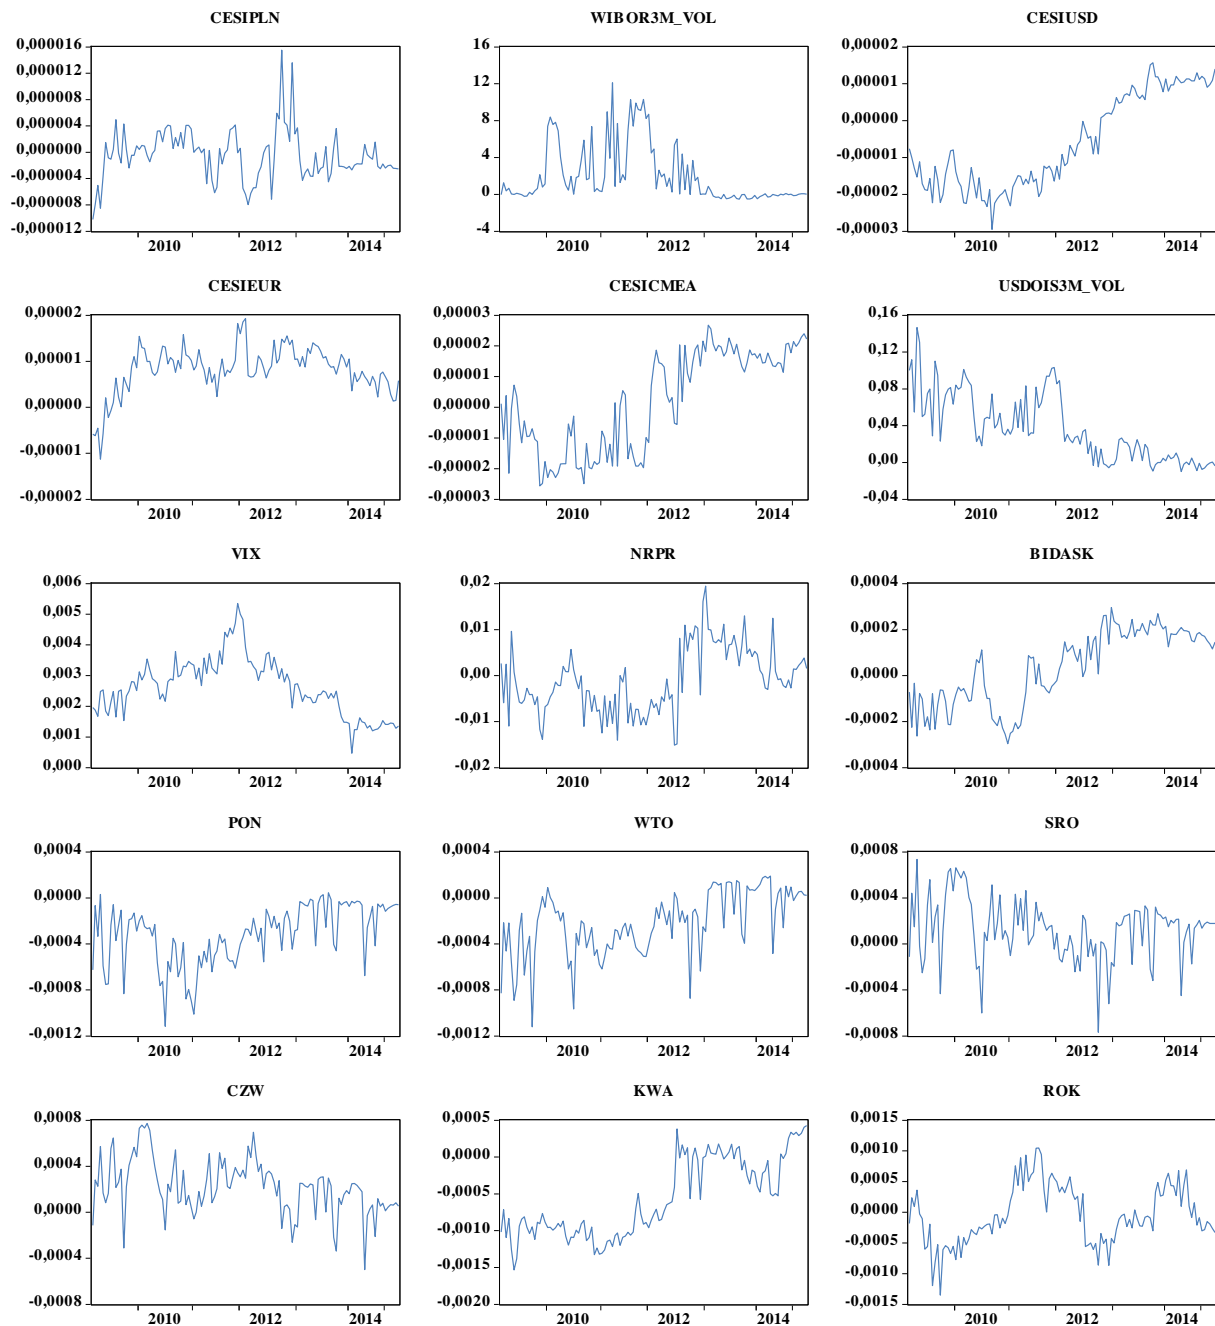 CESIPLN
0,000016
0,000012
0,000008
0,000004
0,000000
-0,000004
-0,000008
-0,000012
2010 2012 2014
WIBOR3M_VOL
16
12
8
4
0
-4
2010 2012 2014
CESIUSD
0,00002
0,00001
0,00000
-0,00001
-0,00002
-0,00003
2010 2012 2014
CESIEUR
0,00002
0,00001
0,00000
-0,00001
-0,00002
2010 2012 2014
CESICMEA
0,00003
0,00002
0,00001
0,00000
-0,00001
-0,00002
-0,00003
2010 2012 2014
USDOIS3M_VOL
0,16
0,12
0,08
0,04
0,00
-0,04
2010 2012 2014
VIX
0,006
0,005
0,004
0,003
0,002
0,001
0,000
2010 2012 2014
NRPR
0,02
0,01
0,00
-0,01
-0,02
2010 2012 2014
BIDASK
0,0004
0,0002
0,0000
-0,0002
-0,0004
2010 2012 2014
PON
0,0004
0,0000
-0,0004
-0,0008
-0,0012
2010 2012 2014
WTO
0,0004
0,0000
-0,0004
-0,0008
-0,0012
2010 2012 2014
SRO
0,0008
0,0004
0,0000
-0,0004
-0,0008
2010 2012 2014
CZW
0,0008
0,0004
0,0000
-0,0004
-0,0008
2010 2012 2014
KWA
0,0005
0,0000
-0,0005
-0,0010
-0,0015
-0,0020
2010 2012 2014
ROK
0,0015
0,0010
0,0005
0,0000
-0,0005
-0,0010
-0,0015
2010 2012 2014